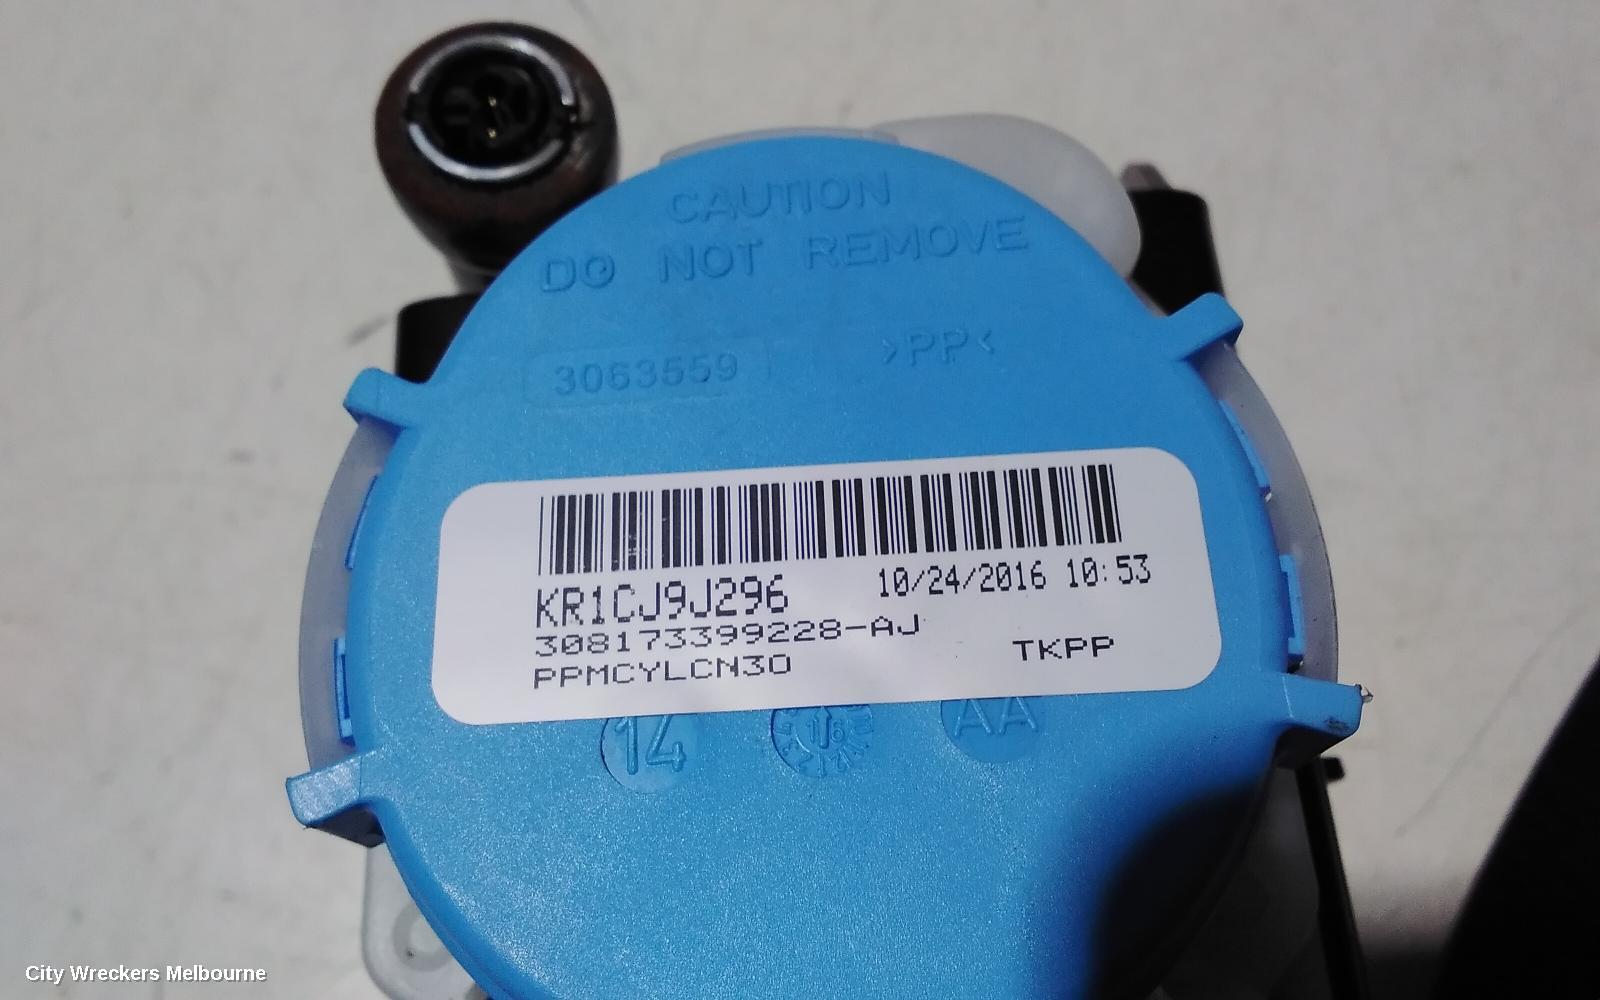 CAUTION
DO NOT REMOVE
3063559
>PP<
KR1CJ9J296
10/24/2016 10:53
308173399228-AJ
PPMCYLCN30
TKPP
14
16
AA
City Wreckers Melbourne